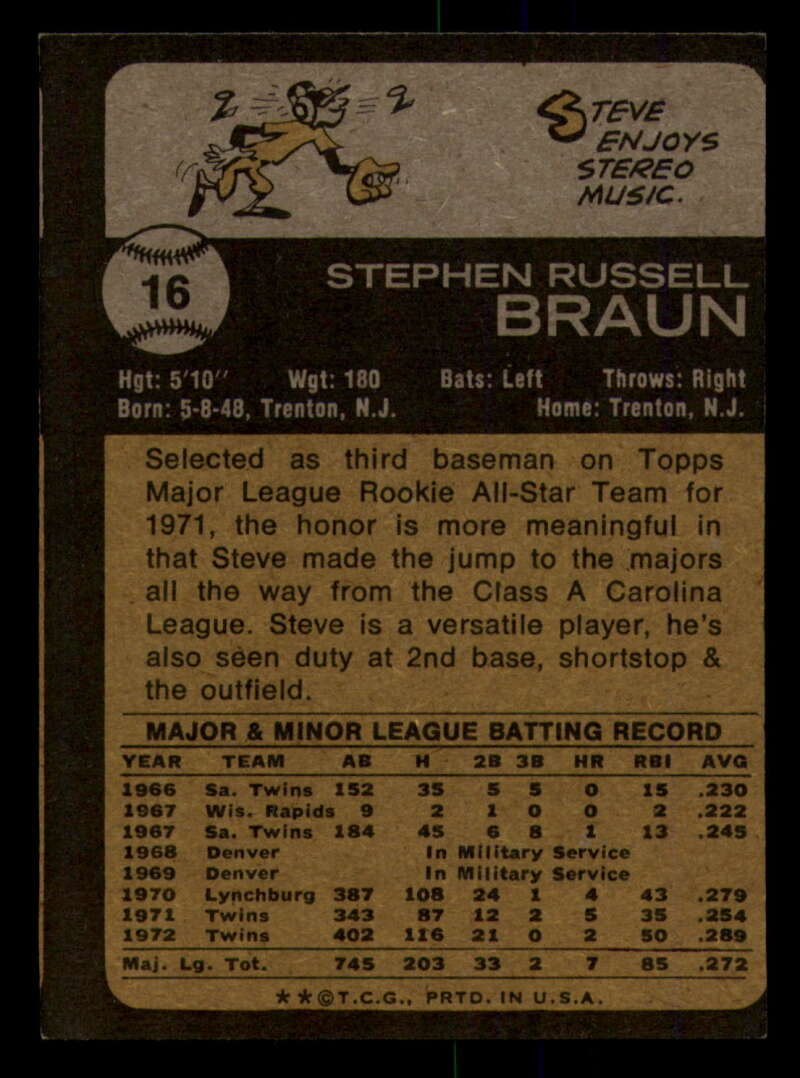 2 2
STEVE
ENJOYS
STEREO
MUSIC.
16
STEPHEN RUSSELL
BRAUN
Hgt: 5'10" Wgt: 180 Bats: Left Throws: Right
Born: 5-8-48, Trenton, N.J. Home: Trenton, N.J.
Selected as third baseman on Topps
Major League Rookie All-Star Team for
1971, the honor is more meaningful in
that Steve made the jump to the majors
all the way from the Class A Carolina
League. Steve is a versatile player, he's
also seen duty at 2nd base, shortstop &
the outfield.
MAJOR & MINOR LEAGUE BATTING RECORD
YEAR TEAM AB H 2B 3B HR RBI AVG
1966 Sa. Twins 152 35 5 5 0 15 .230
1967 Wis. Rapids 9 2 1 0 0 2 .222
1967 Sa. Twins 184 45 6 8 1 13 .245
1968 Denver In Military Service
1969 Denver In Military Service
1970 Lynchburg 387 108 24 1 4 43 .279
1971 Twins 343 87 12 2 5 35 .254
1972 Twins 402 116 21 0 2 50 .289
Maj. Lg. Tot. 745 203 33 2 7 85 .272
★★©T.C.G., PRTD. IN U.S.A.